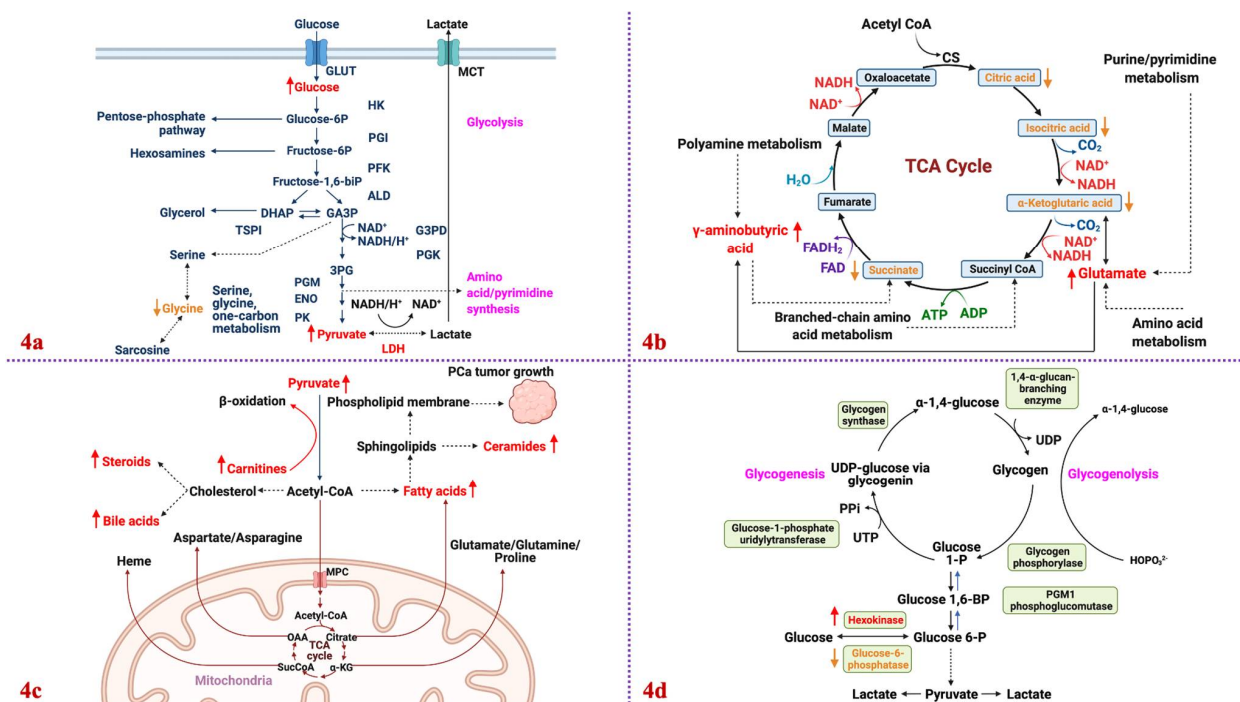 Glucose
Lactate
GLUT
MCT
Glucose
HK
Glycolysis
Pentose-phosphate
pathway
Glucose-6P
PGI
Hexosamines
Fructose-6P
PFK
Fructose-1,6-biP
ALD
Glycerol
DHAP
GA3P
TSPI
NAD+
NADH/H+
G3PD
PGK
Serine
3PG
Amino
acid/pyrimidine
synthesis
PGM
ENO
PK
Serine,
glycine,
one-carbon
metabolism
Glycine
NADH/H+
NAD+
Pyruvate
Lactate
LDH
Sarcosine
4a
Acetyl CoA
CS
Purine/pyrimidine
metabolism
Oxaloacetate
Citric acid
NADH
NAD+
Malate
Isocitric acid
CO2
Polyamine metabolism
TCA Cycle
NAD+
NADH
H2O
Fumarate
α-Ketoglutaric acid
CO2
γ-aminobutyric
acid
FADH2
FAD
NAD+
NADH
Succinate
Succinyl CoA
Glutamate
ATP
ADP
Branched-chain amino
acid metabolism
Amino acid
metabolism
4b
Pyruvate
PCa tumor growth
β-oxidation
Phospholipid membrane
Sphingolipids
Ceramides
Steroids
Carnitines
Cholesterol
Acetyl-CoA
Fatty acids
Bile acids
Aspartate/Asparagine
Glutamate/Glutamine/
Proline
Heme
MPC
Acetyl-CoA
OAA
Citrate
TCA
cycle
SucCoA
α-KG
Mitochondria
4c
1,4-α-glucan-
branching
enzyme
Glycogen
synthase
α-1,4-glucose
α-1,4-glucose
UDP
Glycogenesis
UDP-glucose via
glycogenin
Glycogen
Glycogenolysis
PPi
Glucose-1-phosphate
uridylytransferase
UTP
Glucose
1-P
Glycogen
phosphorylase
HOPO32-
Glucose 1,6-BP
PGM1
phosphoglucomutase
Hexokinase
Glucose
Glucose 6-P
Glucose-6-
phosphatase
Lactate
Pyruvate
Lactate
4d